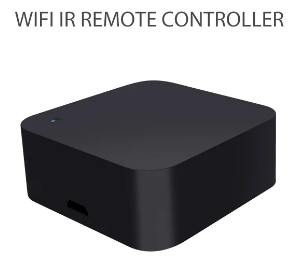 WIFI IR REMOTE CONTROLLER